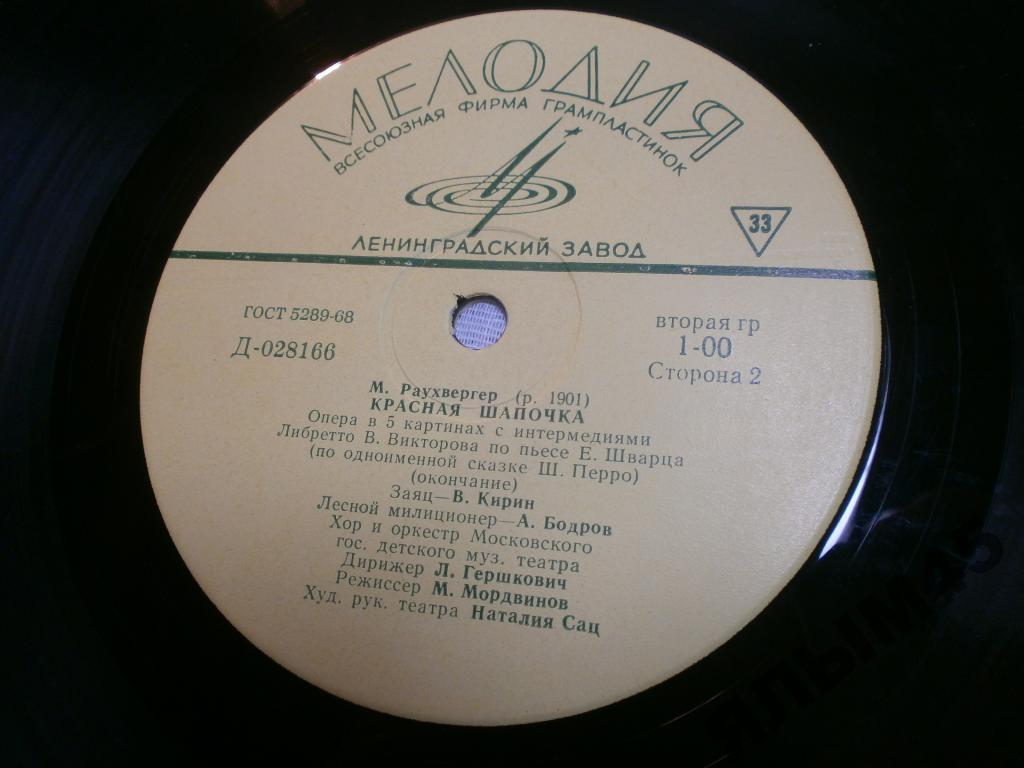 МЕЛОДИЯ
ВСЕСОЮЗНАЯ ФИРМА ГРАМПЛАСТИНОК
33
ЛЕНИНГРАДСКИЙ ЗАВОД
ГОСТ 5289-68
Д-028166
вторая гр
1-00
Сторона 2
М. Раухвергер (р. 1901)
КРАСНАЯ ШАПОЧКА
Опера в 5 картинах с интермедиями
Либретто В. Викторова по пьесе Е. Шварца
(по одноименной сказке Ш. Перро)
(окончание)
Заяц—В. Кирин
Лесной милиционер—А. Бодров
Хор и оркестр Московского
гос. детского муз. театра
Дирижер Л. Гершкович
Режиссер М. Мордвинов
Худ. рук. театра Наталия Сац